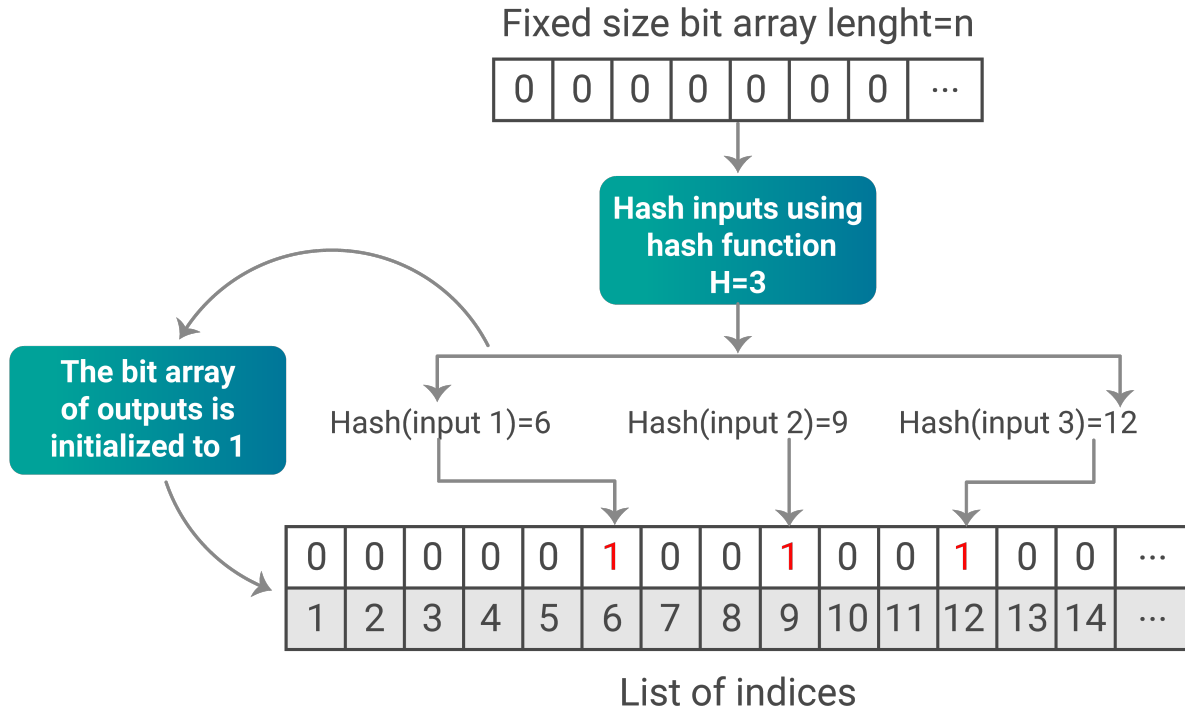 Fixed size bit array lenght=n
0 0 0 0 0 0 0 ...
Hash inputs using
hash function
H=3
The bit array
of outputs is
initialized to 1
Hash(input 1)=6 Hash(input 2)=9 Hash(input 3)=12
0 0 0 0 0 1 0 0 1 0 0 1 0 0 ...
1 2 3 4 5 6 7 8 9 10 11 12 13 14 ...
List of indices